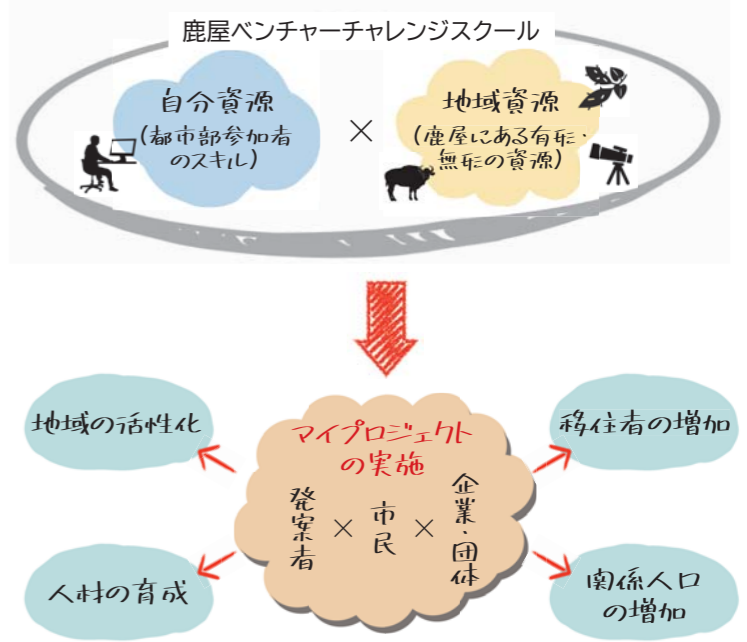 鹿屋ベンチャーチャレンジスクール
自分資源
(都市部参加者
のスキル)
×
地域資源
(鹿屋にある有形·
無形の資源)
地域の活性化
マイプロジェクト
の実施
発案者
×
市民
×
企業·団体
移住者の増加
人材の育成
関係人口
の増加